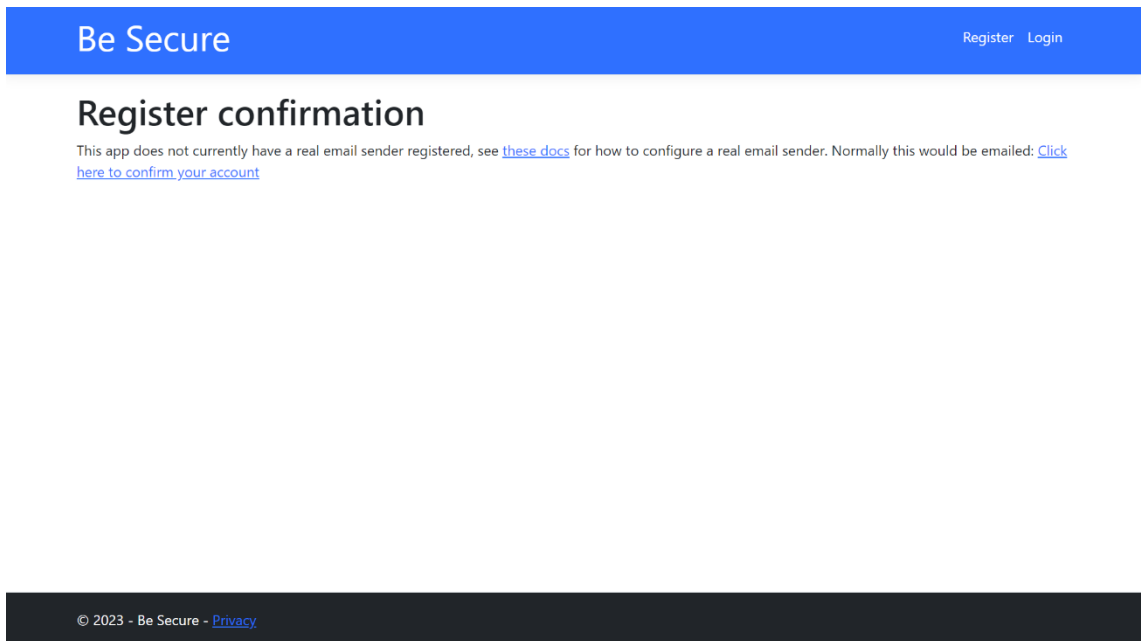 Be Secure
Register Login
Register confirmation
This app does not currently have a real email sender registered, see these docs for how to configure a real email sender. Normally this would be emailed: Click
here to confirm your account
© 2023 - Be Secure - Privacy